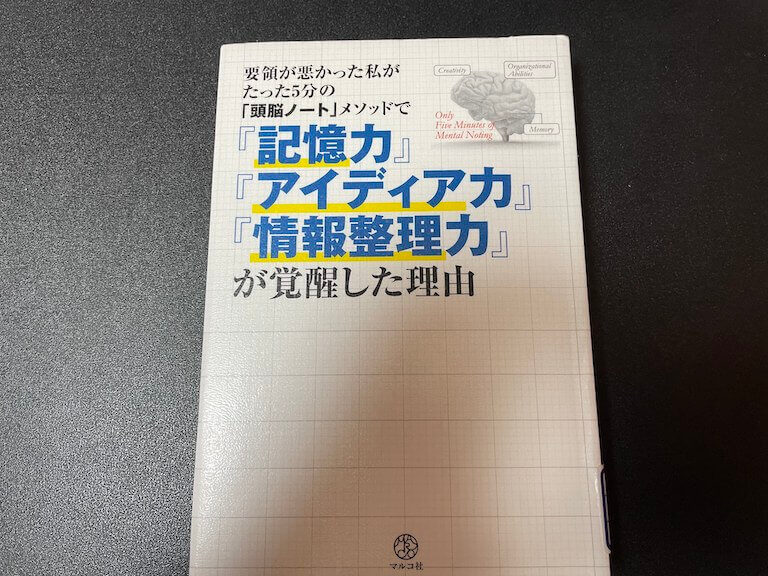 要領が悪かった私が
たった5分の
「頭脳ノート」メソッドで
『記憶力』
『アイディア力』
『情報整理力』
が覚醒した理由
Creativity
Organizational
Abilities
Only
Five Minutes of
Mental Noting
Memory
マルコ社